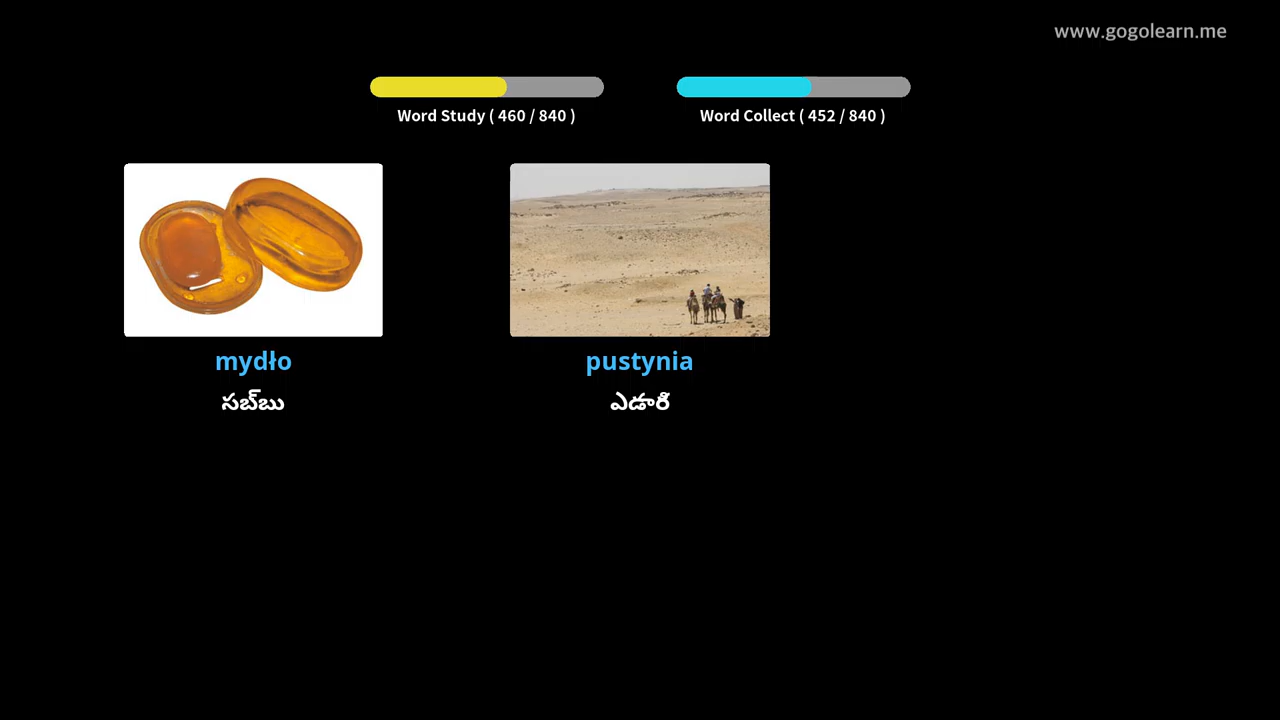 www.gogolearn.me
Word Study ( 460 / 840 )
Word Collect ( 452 / 840 )
mydło
pustynia
సబ్బు
ఎడారి